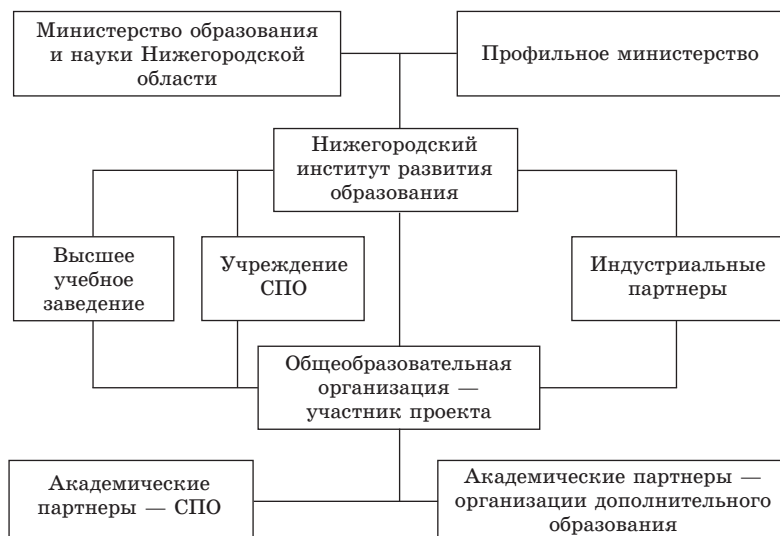 Министерство образования
и науки Нижегородской
области
Профильное министерство
Нижегородский
институт развития
образования
Высшее
учебное
заведение
Учреждение
СПО
Индустриальные
партнеры
Общеобразовательная
организация —
участник проекта
Академические
партнеры — СПО
Академические партнеры —
организации дополнительного
образования